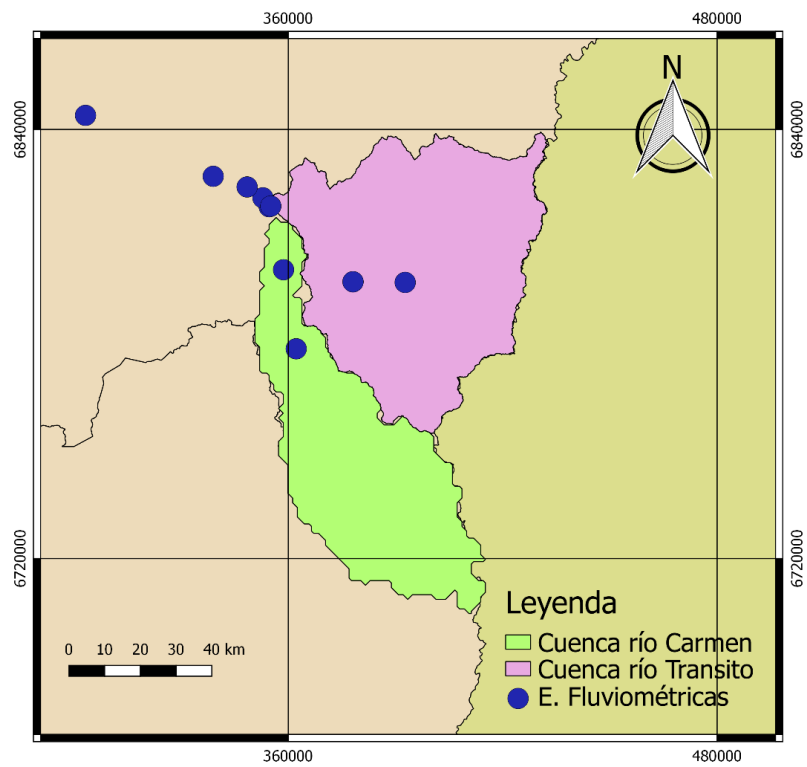 360000 480000
N
6840000 6840000
6720000 6720000
Leyenda
Cuenca río Carmen
Cuenca río Transito
E. Fluviométricas
0 10 20 30 40 km
360000 480000